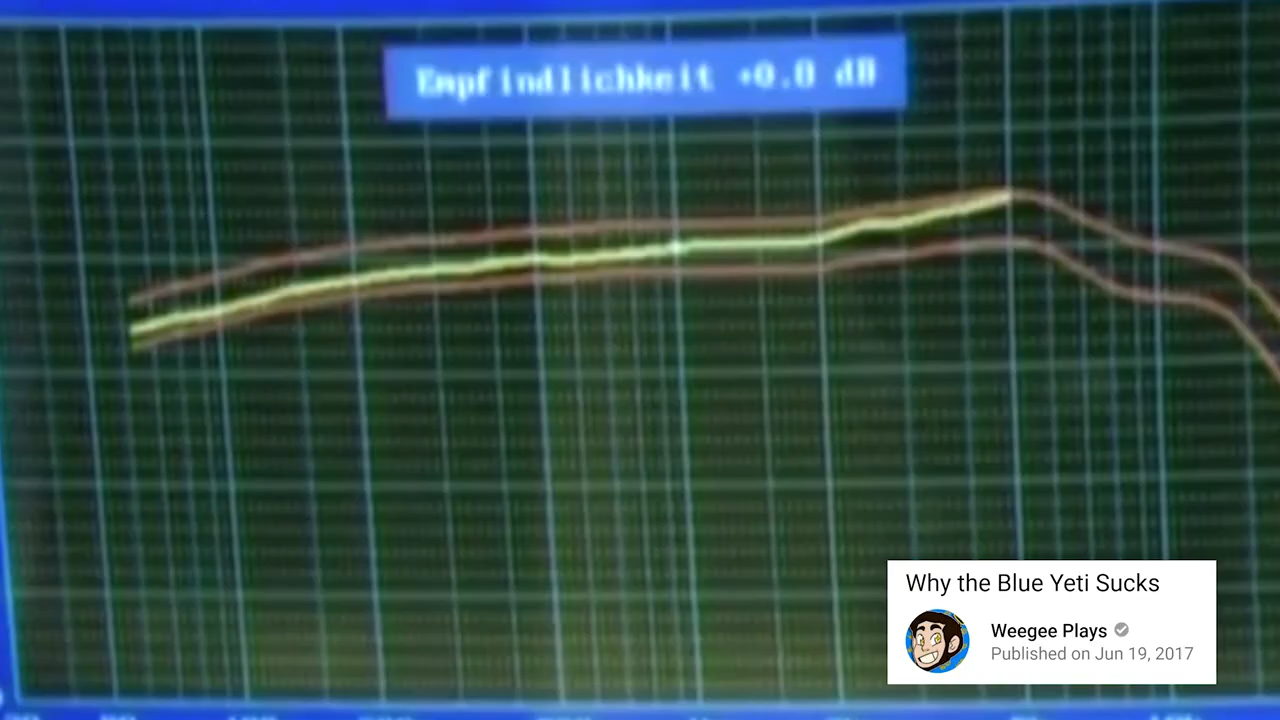 Empfindlichkeit +0.0 dB
Why the Blue Yeti Sucks
Weegee Plays
Published on Jun 19, 2017